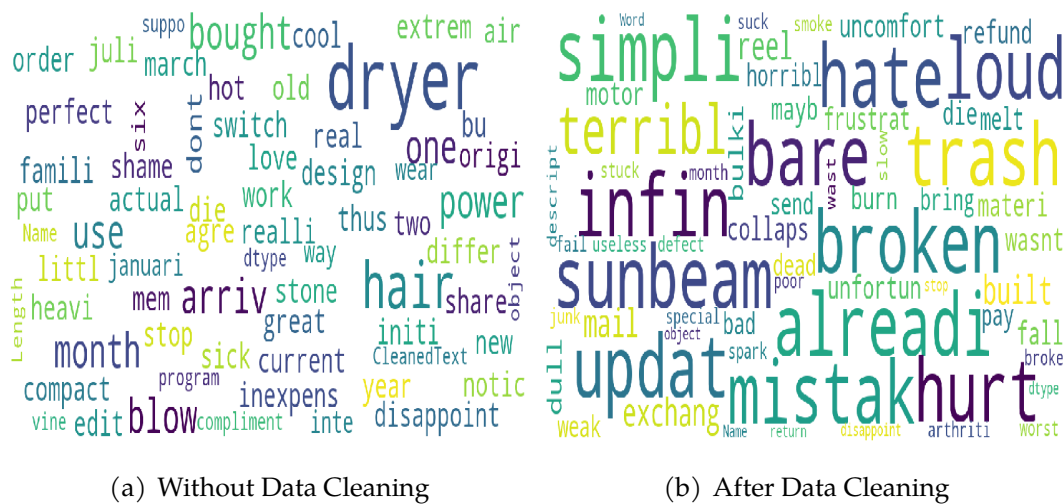 suppo bought cool extrem air
order juli march dryer
perfect six hot old
dont switch real one bu origi
famili shame love design wear
put actual work thus two power
Name use die agre realli way differ
littl januari dtype hair object
Length heavi mem arriv stone share
month stop great initi new
sick current CleanedText
compact program inexpens year notic
vine edit blow compliment inte disappoint
(a) Without Data Cleaning
Word suck smoke uncomfort refund
simpli reel horribl hate loud
motor mayb frustrat die melt
terribl bulki bare slow trash
descript infin stuck month wast
send burn bring materi
fail useless defect collaps broken wasnt
sunbeam dead poor unfortun stop built
junk mail special object bad alreadi pay fall
dull updat spark mistak hurt broke dtype
weak exchang Name return disappoint arthriti worst
(b) After Data Cleaning